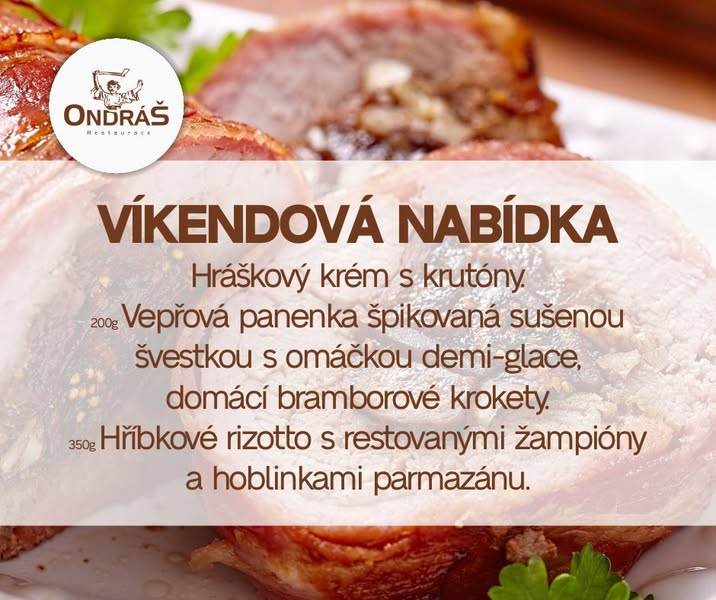 ONDRÁŠ
Restaurace
VÍKENDOVÁ NABÍDKA
Hráškový krém s krutóny.
200g Vepřová panenka špikovaná sušenou
švestkou s omáčkou demi-glace,
domácí bramborové krokety.
350g Hříbkové rizotto s restovanými žampióny
a hoblinkami parmazánu.